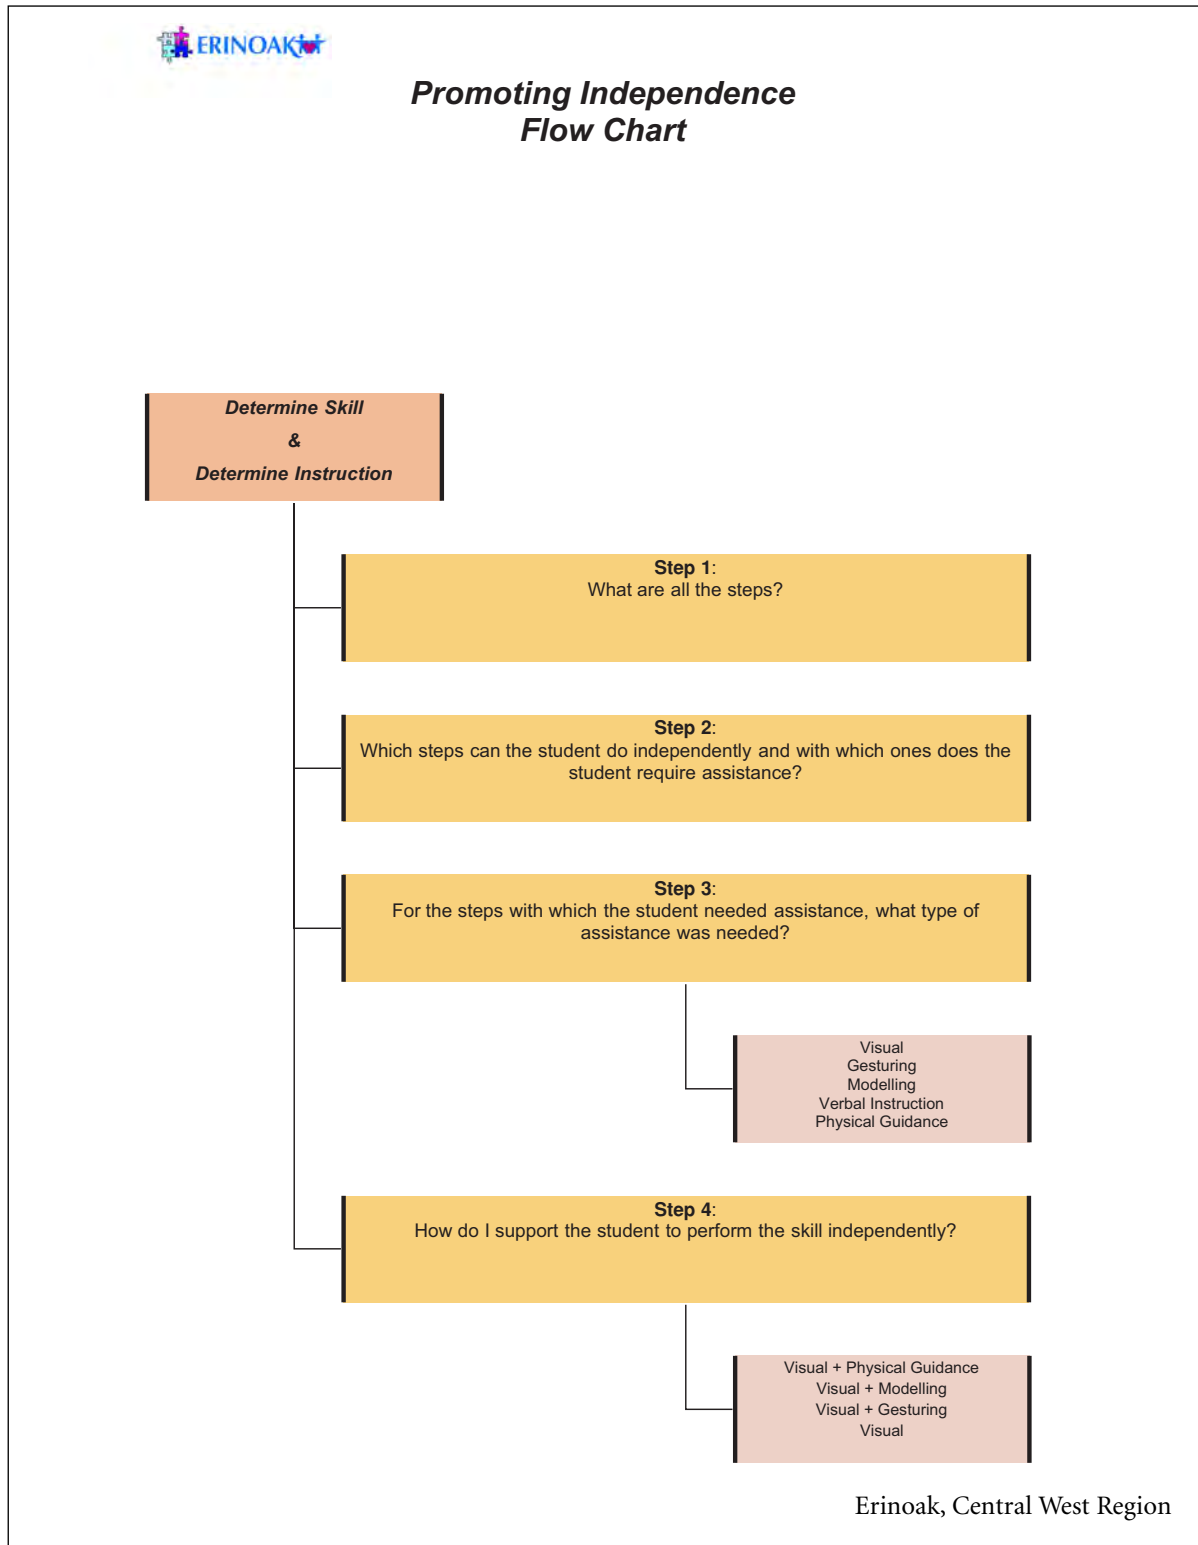 ERINOAK
Promoting Independence
Flow Chart
Determine Skill
&
Determine Instruction
Step 1:
What are all the steps?
Step 2:
Which steps can the student do independently and with which ones does the
student require assistance?
Step 3:
For the steps with which the student needed assistance, what type of
assistance was needed?
Visual
Gesturing
Modelling
Verbal Instruction
Physical Guidance
Step 4:
How do I support the student to perform the skill independently?
Visual + Physical Guidance
Visual + Modelling
Visual + Gesturing
Visual
Erinoak, Central West Region